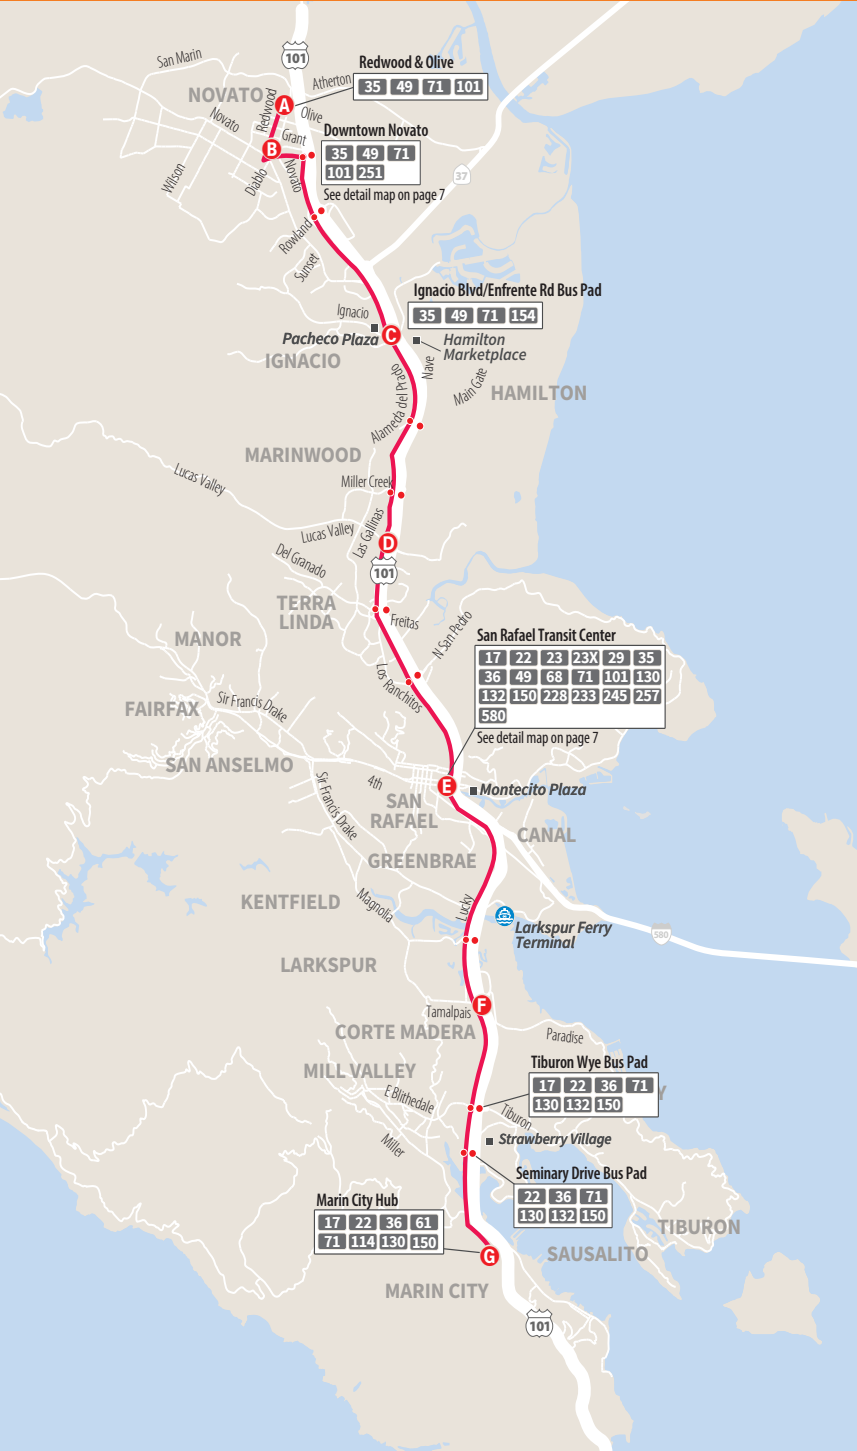 101
San Marin
Redwood & Olive
35 49 71 101
Atherton
NOVATO
Redwood
A
Olive
Novato
Grant
Downtown Novato
35 49 71
101 251
See detail map on page 7
B
Wilson
Diablo
Novato
37
Rowland
Sunset
Ignacio Blvd/Enfrente Rd Bus Pad
35 49 71 154
Ignacio
Pacheco Plaza
C
Hamilton
Marketplace
IGNACIO
Nave
Main Gate
HAMILTON
Alameda del Prado
MARINWOOD
Lucas Valley
Miller Creek
Las Gallinas
Lucas Valley
D
Del Granado
101
TERRA
LINDA
Freitas
N San Pedro
MANOR
San Rafael Transit Center
17 22 23 23X 29 35
36 49 68 71 101 130
132 150 228 233 245 257
580
See detail map on page 7
Los Ranchitos
FAIRFAX
Sir Francis Drake
SAN ANSELMO
4th
E
Montecito Plaza
Sir Francis Drake
SAN
RAFAEL
CANAL
GREENBRAE
KENTFIELD
Magnolia
Lucky
Larkspur Ferry
Terminal
580
LARKSPUR
F
Tamalpais
CORTE MADERA
Paradise
MILL VALLEY
Tiburon Wye Bus Pad
17 22 36 71
130 132 150
Y
E Blithedale
Tiburon
Miller
Strawberry Village
Seminary Drive Bus Pad
22 36 71
130 132 150
Marin City Hub
17 22 36 61
71 114 130 150
TIBURON
G
SAUSALITO
MARIN CITY
101